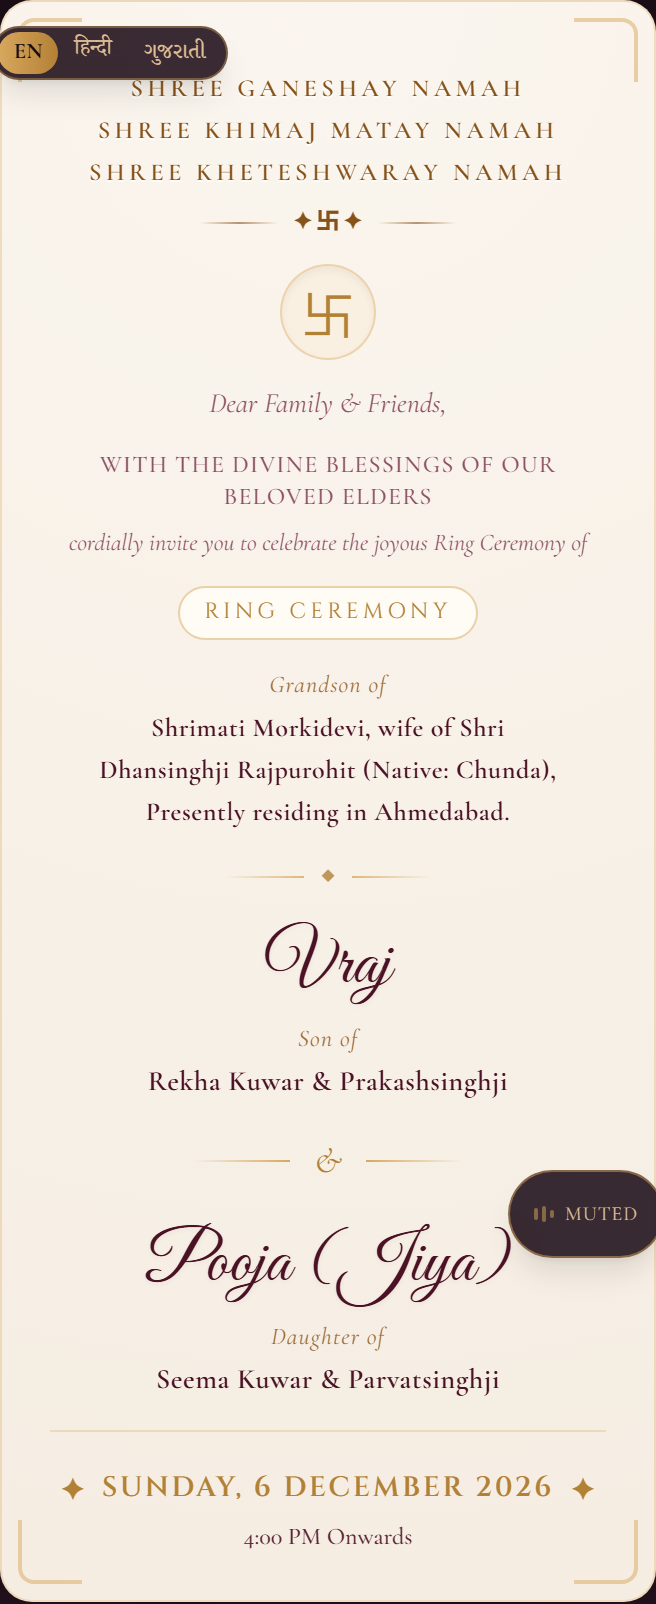 EN हिन्दी ગુજરાતી
SHREE GANESHAY NAMAH
SHREE KHIMAJ MATAY NAMAH
SHREE KHETESHWARAY NAMAH
✦卐✦
卐
Dear Family & Friends,
WITH THE DIVINE BLESSINGS OF OUR
BELOVED ELDERS
cordially invite you to celebrate the joyous Ring Ceremony of
RING CEREMONY
Grandson of
Shrimati Morkidevi, wife of Shri
Dhansinghji Rajpurohit (Native: Chunda),
Presently residing in Ahmedabad.
Vraj
Son of
Rekha Kuwar & Prakashsinghji
&
MUTED
Pooja (Jiya)
Daughter of
Seema Kuwar & Parvatsinghji
✦ SUNDAY, 6 DECEMBER 2026 ✦
4:00 PM Onwards